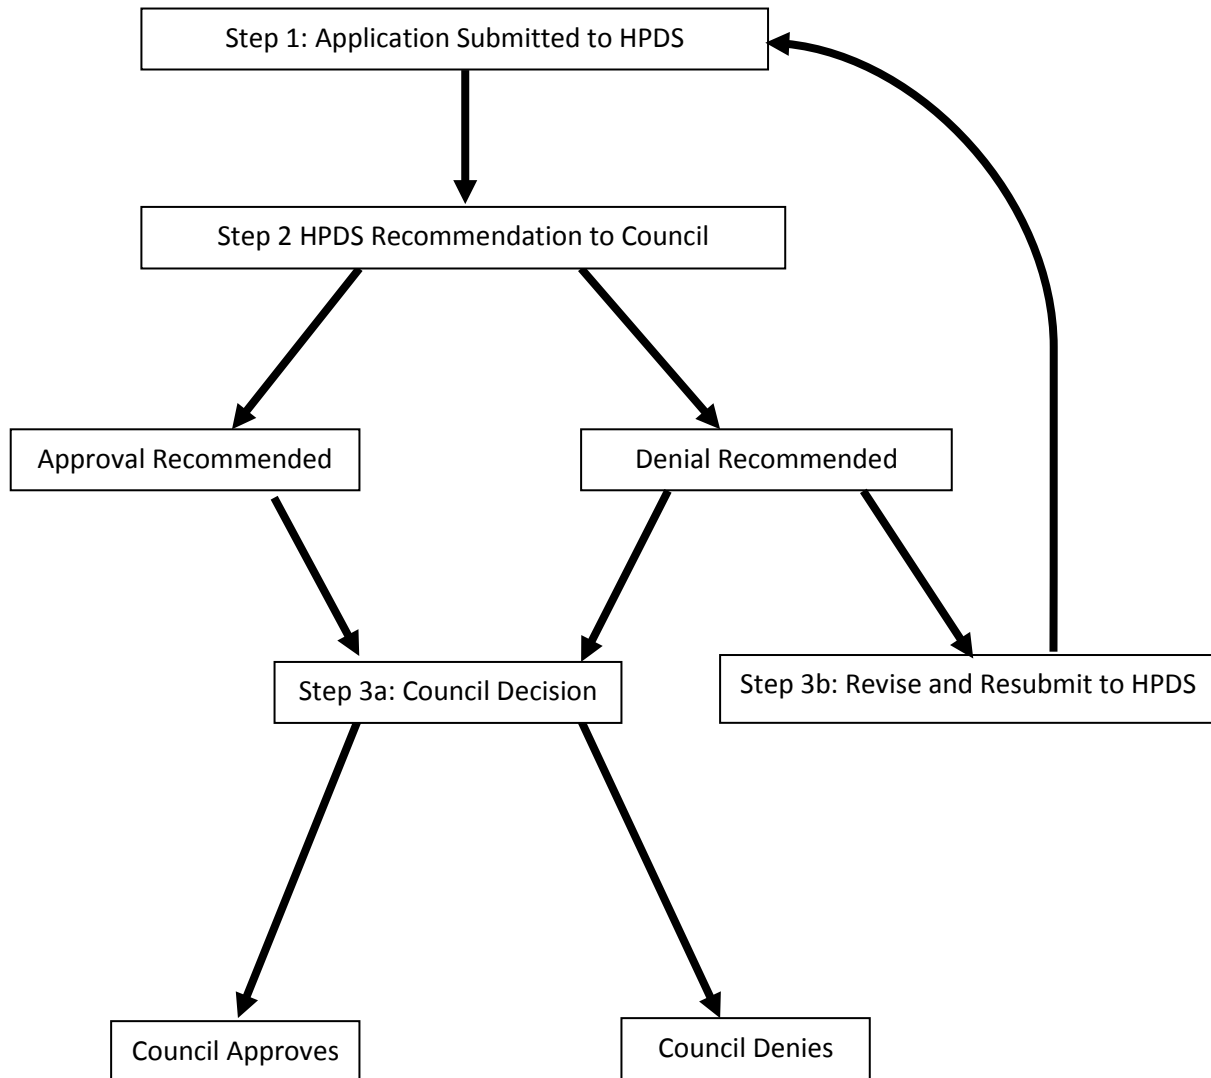 Step 1: Application Submitted to HPDS
Step 2 HPDS Recommendation to Council
Approval Recommended
Denial Recommended
Step 3a: Council Decision
Step 3b: Revise and Resubmit to HPDS
Council Approves
Council Denies